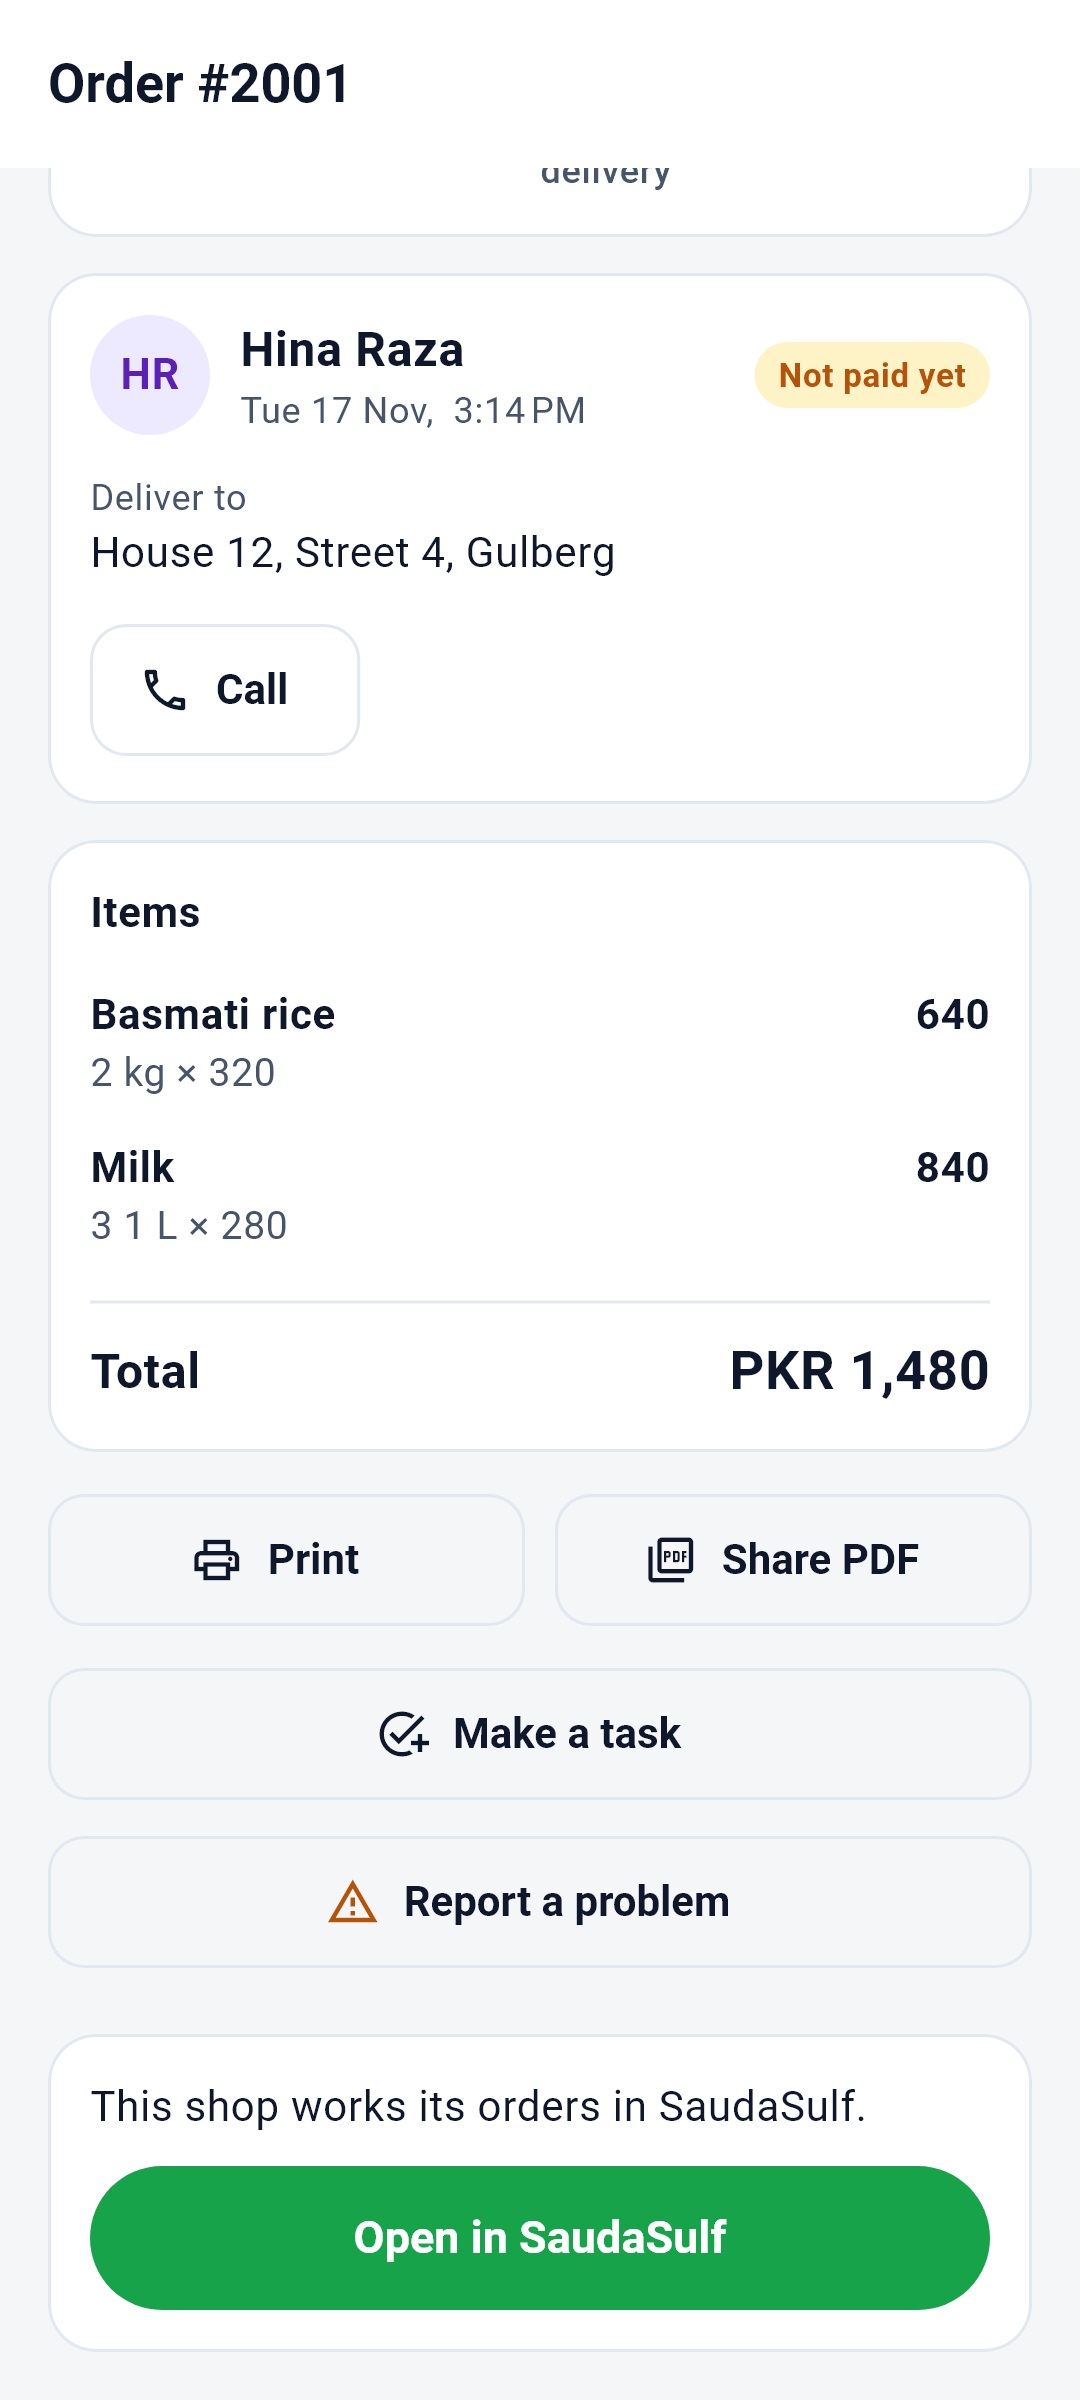 Order #2001
delivery
HR
Hina Raza
Tue 17 Nov, 3:14 PM
Not paid yet
Deliver to
House 12, Street 4, Gulberg
Call
Items
Basmati rice 640
2 kg × 320
Milk 840
3 1 L × 280
Total PKR 1,480
Print
PDF Share PDF
Make a task
Report a problem
This shop works its orders in SaudaSulf.
Open in SaudaSulf